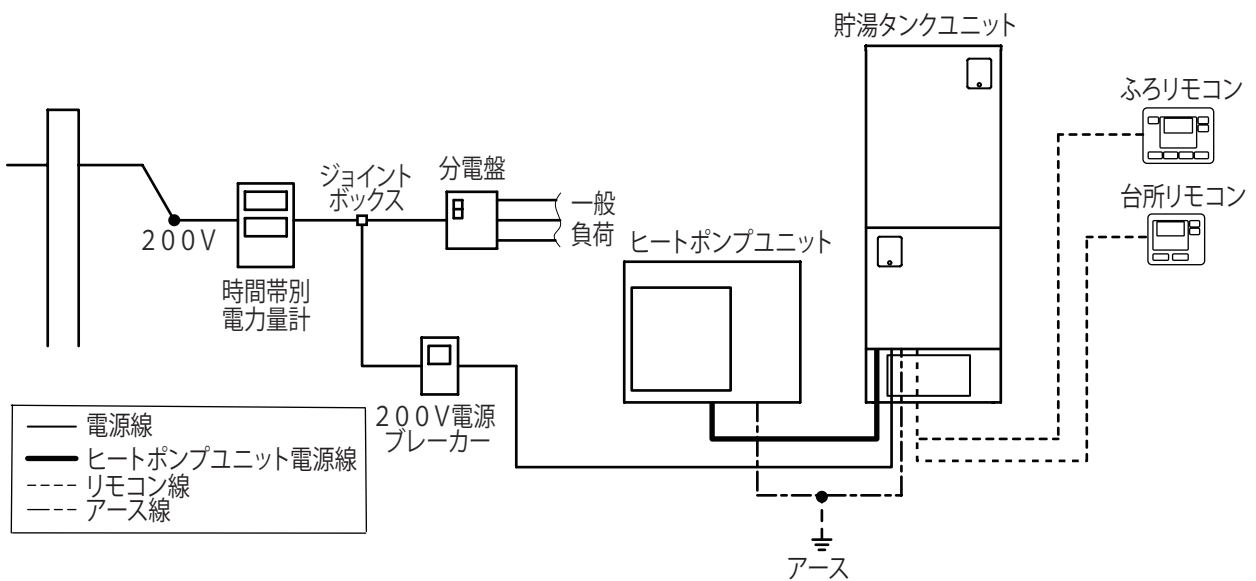 貯湯タンクユニット
ふろリモコン
台所リモコン
ジョイント
ボックス
分電盤
一般
負荷
200V
時間帯別
電力量計
ヒートポンプユニット
200V電源
ブレーカー
電源線
ヒートポンプユニット電源線
リモコン線
アース線
アース